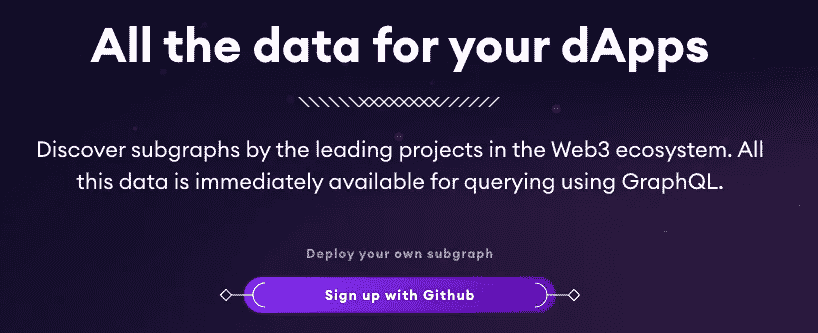 All the data for your dApps
Discover subgraphs by the leading projects in the Web3 ecosystem. All
this data is immediately available for querying using GraphQL.
Deploy your own subgraph
Sign up with Github